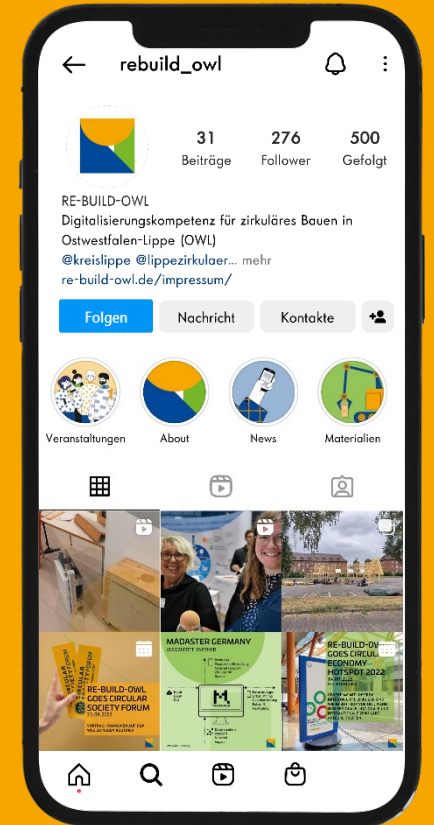 rebuild_owl
31 276 500
Beiträge Follower Gefolgt
RE-BUILD-OWL
Digitalisierungskompetenz für zirkuläres Bauen in
Ostwestfalen-Lippe (OWL)
@kreislippe @lippezirkulaer... mehr
re-build-owl.de/impressum/
Folgen Nachricht Kontakte
Veranstaltungen About News Materialien
RE-BUILD-OWL
GOES CIRCULAR
SOCIETY FORUM
MADASTER GERMANY
M
RE-BUILD-OW
GOES CIRCUL
ECONOMY
HOTSPOT 2022